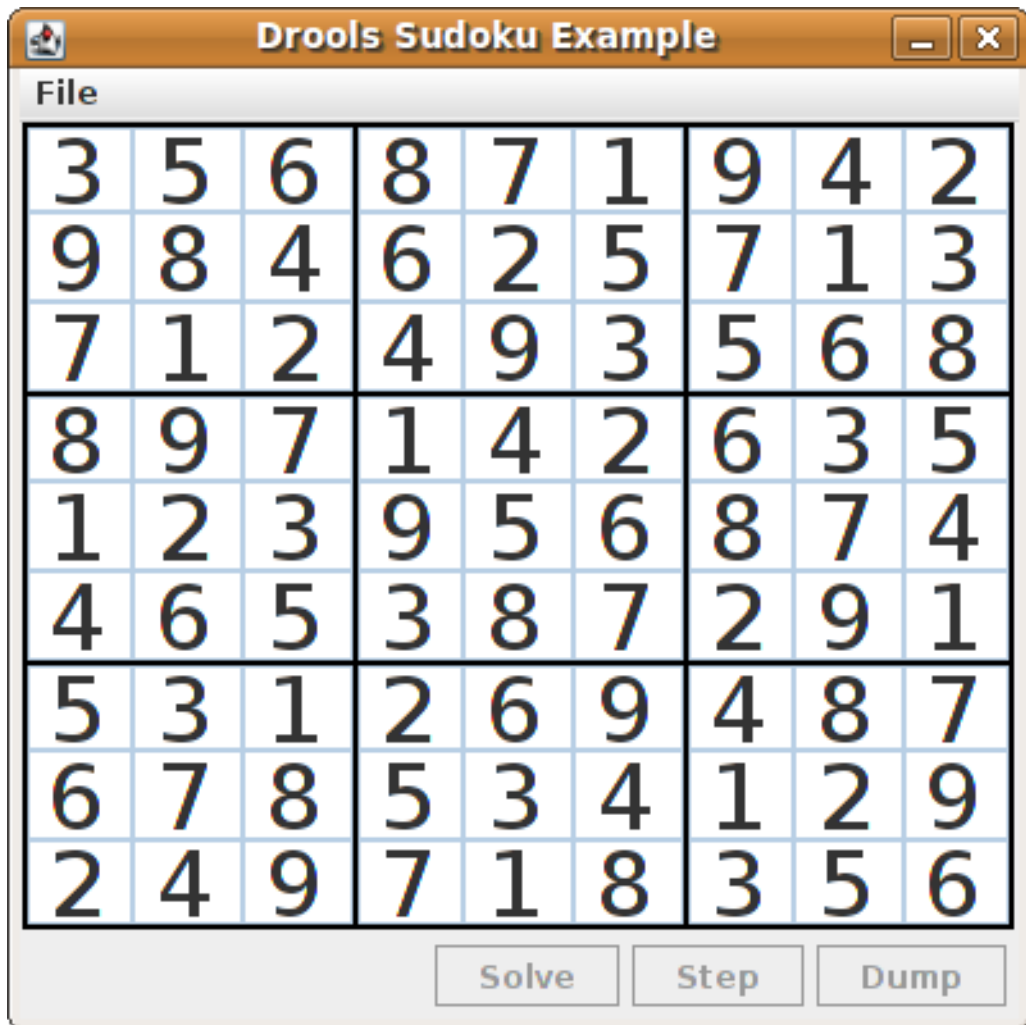 Drools Sudoku Example
File
3 5 6 8 7 1 9 4 2
9 8 4 6 2 5 7 1 3
7 1 2 4 9 3 5 6 8
8 9 7 1 4 2 6 3 5
1 2 3 9 5 6 8 7 4
4 6 5 3 8 7 2 9 1
5 3 1 2 6 9 4 8 7
6 7 8 5 3 4 1 2 9
2 4 9 7 1 8 3 5 6
Solve Step Dump